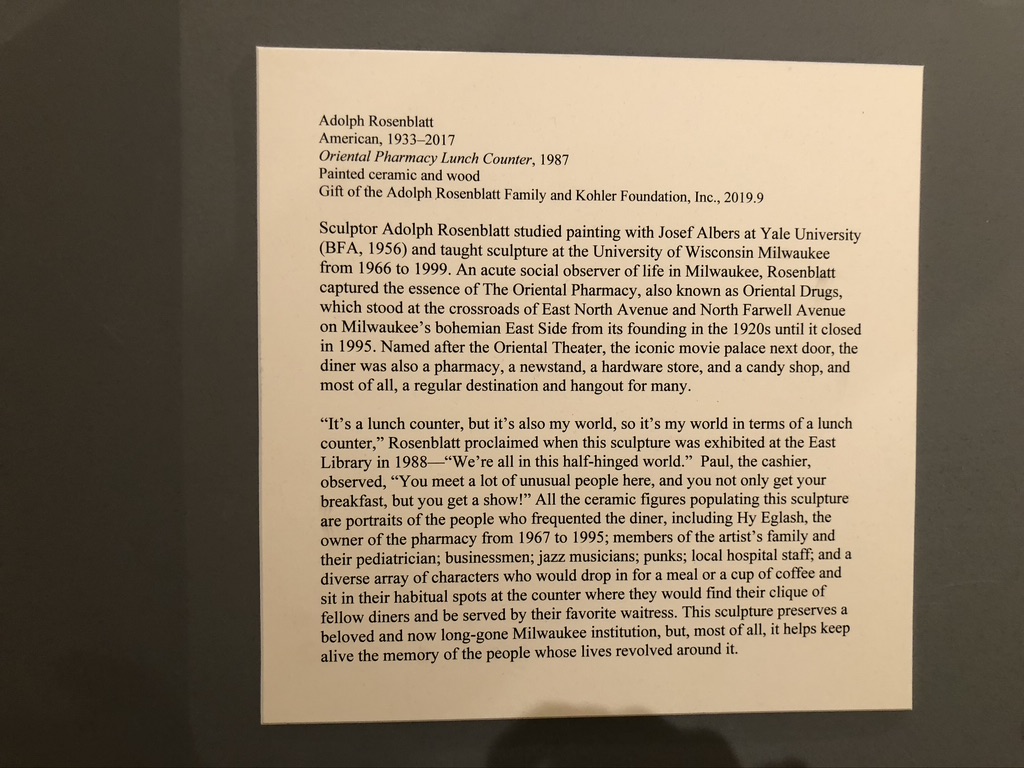 Adolph Rosenblatt
American, 1933–2017
Oriental Pharmacy Lunch Counter, 1987
Painted ceramic and wood
Gift of the Adolph Rosenblatt Family and Kohler Foundation, Inc., 2019.9
Sculptor Adolph Rosenblatt studied painting with Josef Albers at Yale University
(BFA, 1956) and taught sculpture at the University of Wisconsin Milwaukee
from 1966 to 1999. An acute social observer of life in Milwaukee, Rosenblatt
captured the essence of The Oriental Pharmacy, also known as Oriental Drugs,
which stood at the crossroads of East North Avenue and North Farwell Avenue
on Milwaukee's bohemian East Side from its founding in the 1920s until it closed
in 1995. Named after the Oriental Theater, the iconic movie palace next door, the
diner was also a pharmacy, a newstand, a hardware store, and a candy shop, and
most of all, a regular destination and hangout for many.
“It's a lunch counter, but it's also my world, so it's my world in terms of a lunch
counter,” Rosenblatt proclaimed when this sculpture was exhibited at the East
Library in 1988—“We're all in this half-hinged world.”  Paul, the cashier,
observed, “You meet a lot of unusual people here, and you not only get your
breakfast, but you get a show!” All the ceramic figures populating this sculpture
are portraits of the people who frequented the diner, including Hy Eglash, the
owner of the pharmacy from 1967 to 1995; members of the artist's family and
their pediatrician; businessmen; jazz musicians; punks; local hospital staff; and a
diverse array of characters who would drop in for a meal or a cup of coffee and
sit in their habitual spots at the counter where they would find their clique of
fellow diners and be served by their favorite waitress. This sculpture preserves a
beloved and now long-gone Milwaukee institution, but, most of all, it helps keep
alive the memory of the people whose lives revolved around it.